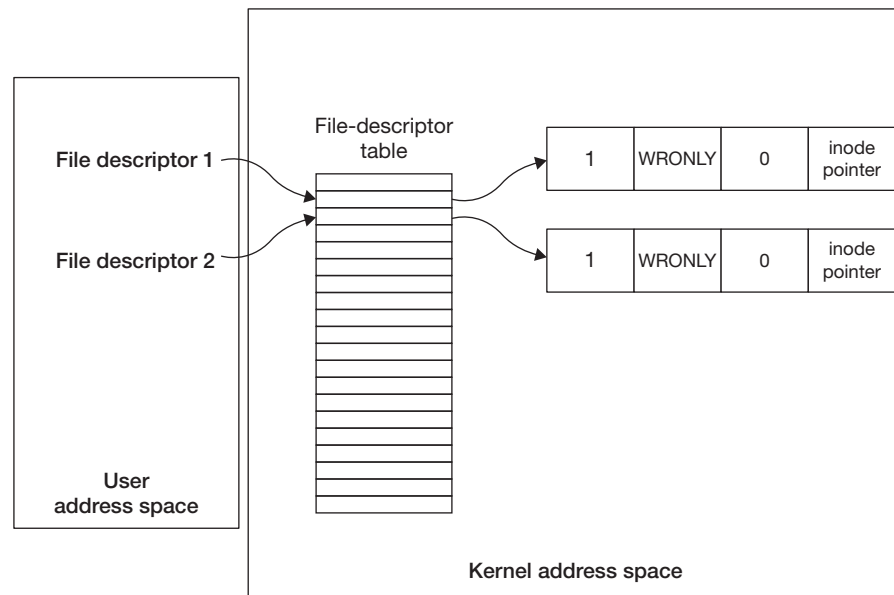 File-descriptor
table
File descriptor 1
1 WRONLY 0 inode
pointer
File descriptor 2
1 WRONLY 0 inode
pointer
User
address space
Kernel address space